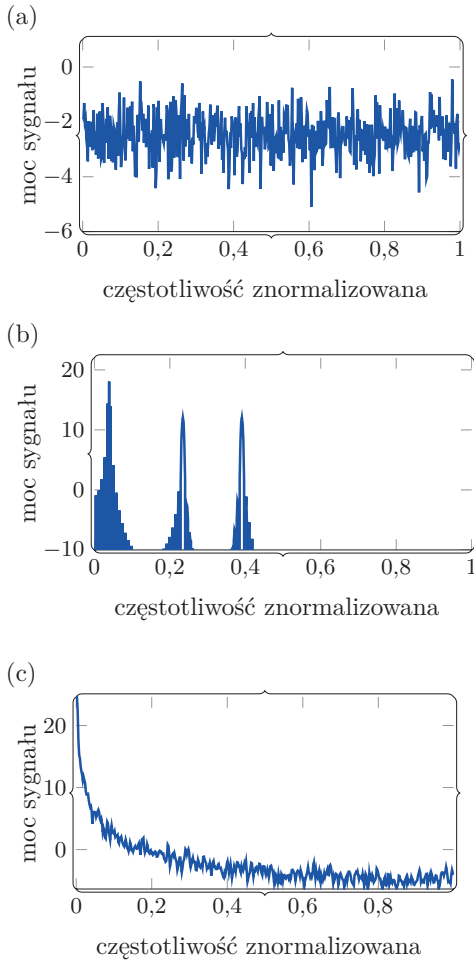 (a)
0
−2
−4
−6
moc sygnału
0 0,2 0,4 0,6 0,8 1
częstotliwość znormalizowana
(b)
20
10
0
−10
moc sygnału
0 0,2 0,4 0,6 0,8 1
częstotliwość znormalizowana
(c)
20
10
0
moc sygnału
0 0,2 0,4 0,6 0,8
częstotliwość znormalizowana